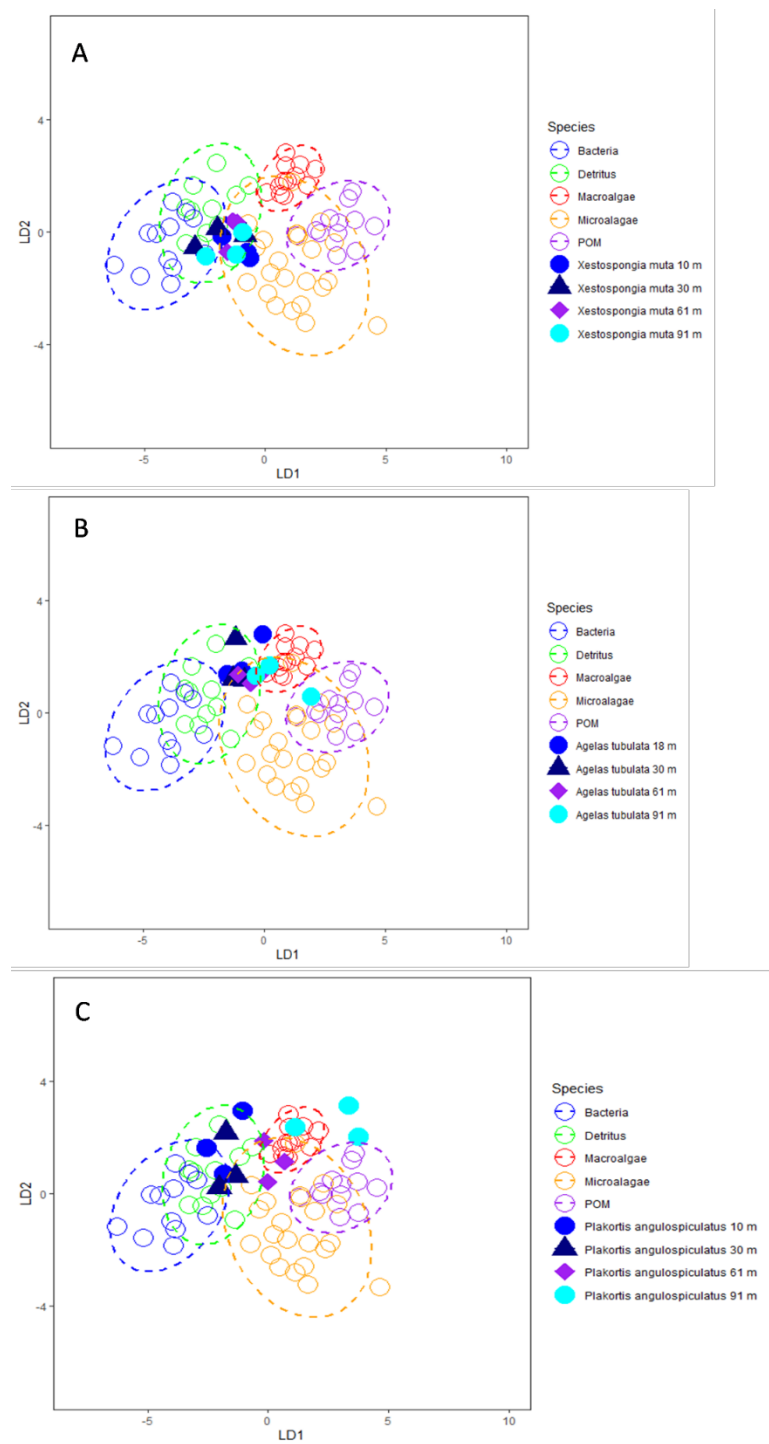 A
Species
Bacteria
Detritus
Macroalgae
Microalagae
POM
Xestospongia muta 10 m
Xestospongia muta 30 m
Xestospongia muta 61 m
Xestospongia muta 91 m
LD2
4
0
-4
-5
0
5
10
LD1
B
Species
Bacteria
Detritus
Macroalgae
Microalagae
POM
Agelas tubulata 18 m
Agelas tubulata 30 m
Agelas tubulata 61 m
Agelas tubulata 91 m
LD2
4
0
-4
-5
0
5
10
LD1
C
Species
Bacteria
Detritus
Macroalgae
Microalagae
POM
Plakortis angulospiculatus 10 m
Plakortis angulospiculatus 30 m
Plakortis angulospiculatus 61 m
Plakortis angulospiculatus 91 m
LD2
4
0
-4
-5
0
5
10
LD1